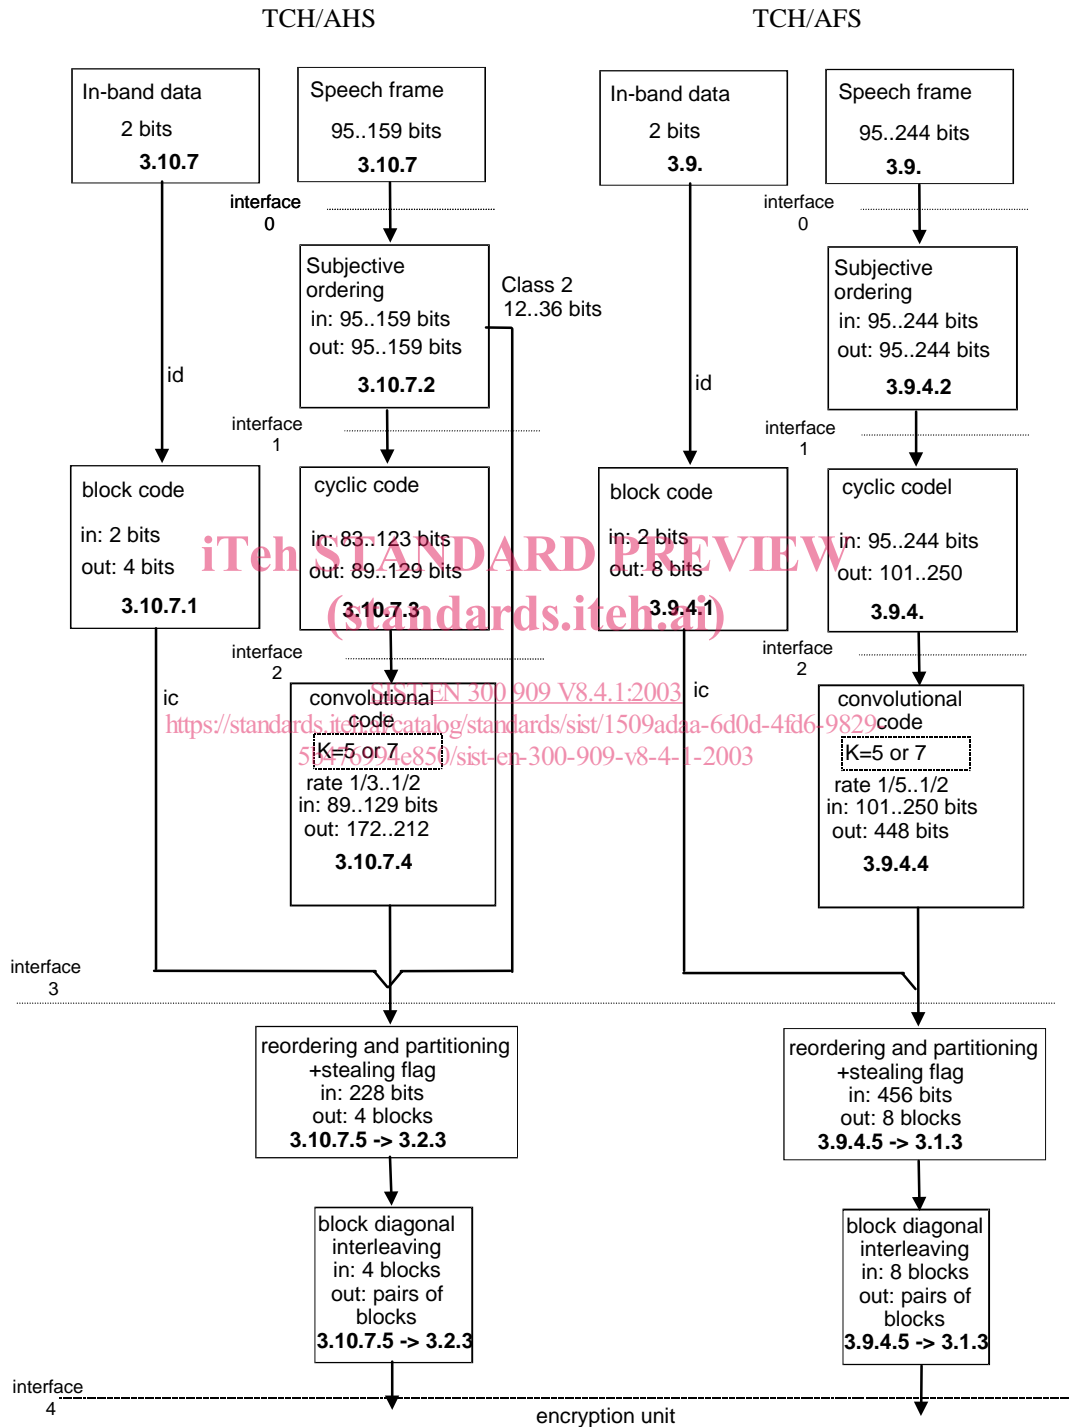 TCH/AHS
TCH/AFS
In-band data
2 bits
3.10.7
Speech frame
95..159 bits
3.10.7
In-band data
2 bits
3.9.
Speech frame
95..244 bits
3.9.
interface
0
interface
0
Subjective
ordering
in: 95..159 bits
out: 95..159 bits
3.10.7.2
Class 2
12..36 bits
Subjective
ordering
in: 95..244 bits
out: 95..244 bits
3.9.4.2
id
id
interface
1
interface
1
block code
in: 2 bits
out: 4 bits
3.10.7.1
cyclic code
in: 83..123 bits
out: 89..129 bits
3.10.7.3
block code
in: 2 bits
out: 8 bits
3.9.4.1
cyclic codel
in: 95..244 bits
out: 101..250
3.9.4.
iTeh STANDARD PREVIEW
(standards.iteh.ai)
interface
2
interface
2
SIST EN 300 909 V8.4.1:2003
https://standards.iteh.ai/catalog/standards/sist/1509adaa-6d0d-4fd6-9829-
5b476994e850/sist-en-300-909-v8-4-1-2003
ic
ic
convolutional
code
K=5 or 7
rate 1/3..1/2
in: 89..129 bits
out: 172..212
3.10.7.4
convolutional
code
K=5 or 7
rate 1/5..1/2
in: 101..250 bits
out: 448 bits
3.9.4.4
interface
3
reordering and partitioning
+stealing flag
in: 228 bits
out: 4 blocks
3.10.7.5 -> 3.2.3
reordering and partitioning
+stealing flag
in: 456 bits
out: 8 blocks
3.9.4.5 -> 3.1.3
block diagonal
interleaving
in: 4 blocks
out: pairs of
blocks
3.10.7.5 -> 3.2.3
block diagonal
interleaving
in: 8 blocks
out: pairs of
blocks
3.9.4.5 -> 3.1.3
interface
4
encryption unit